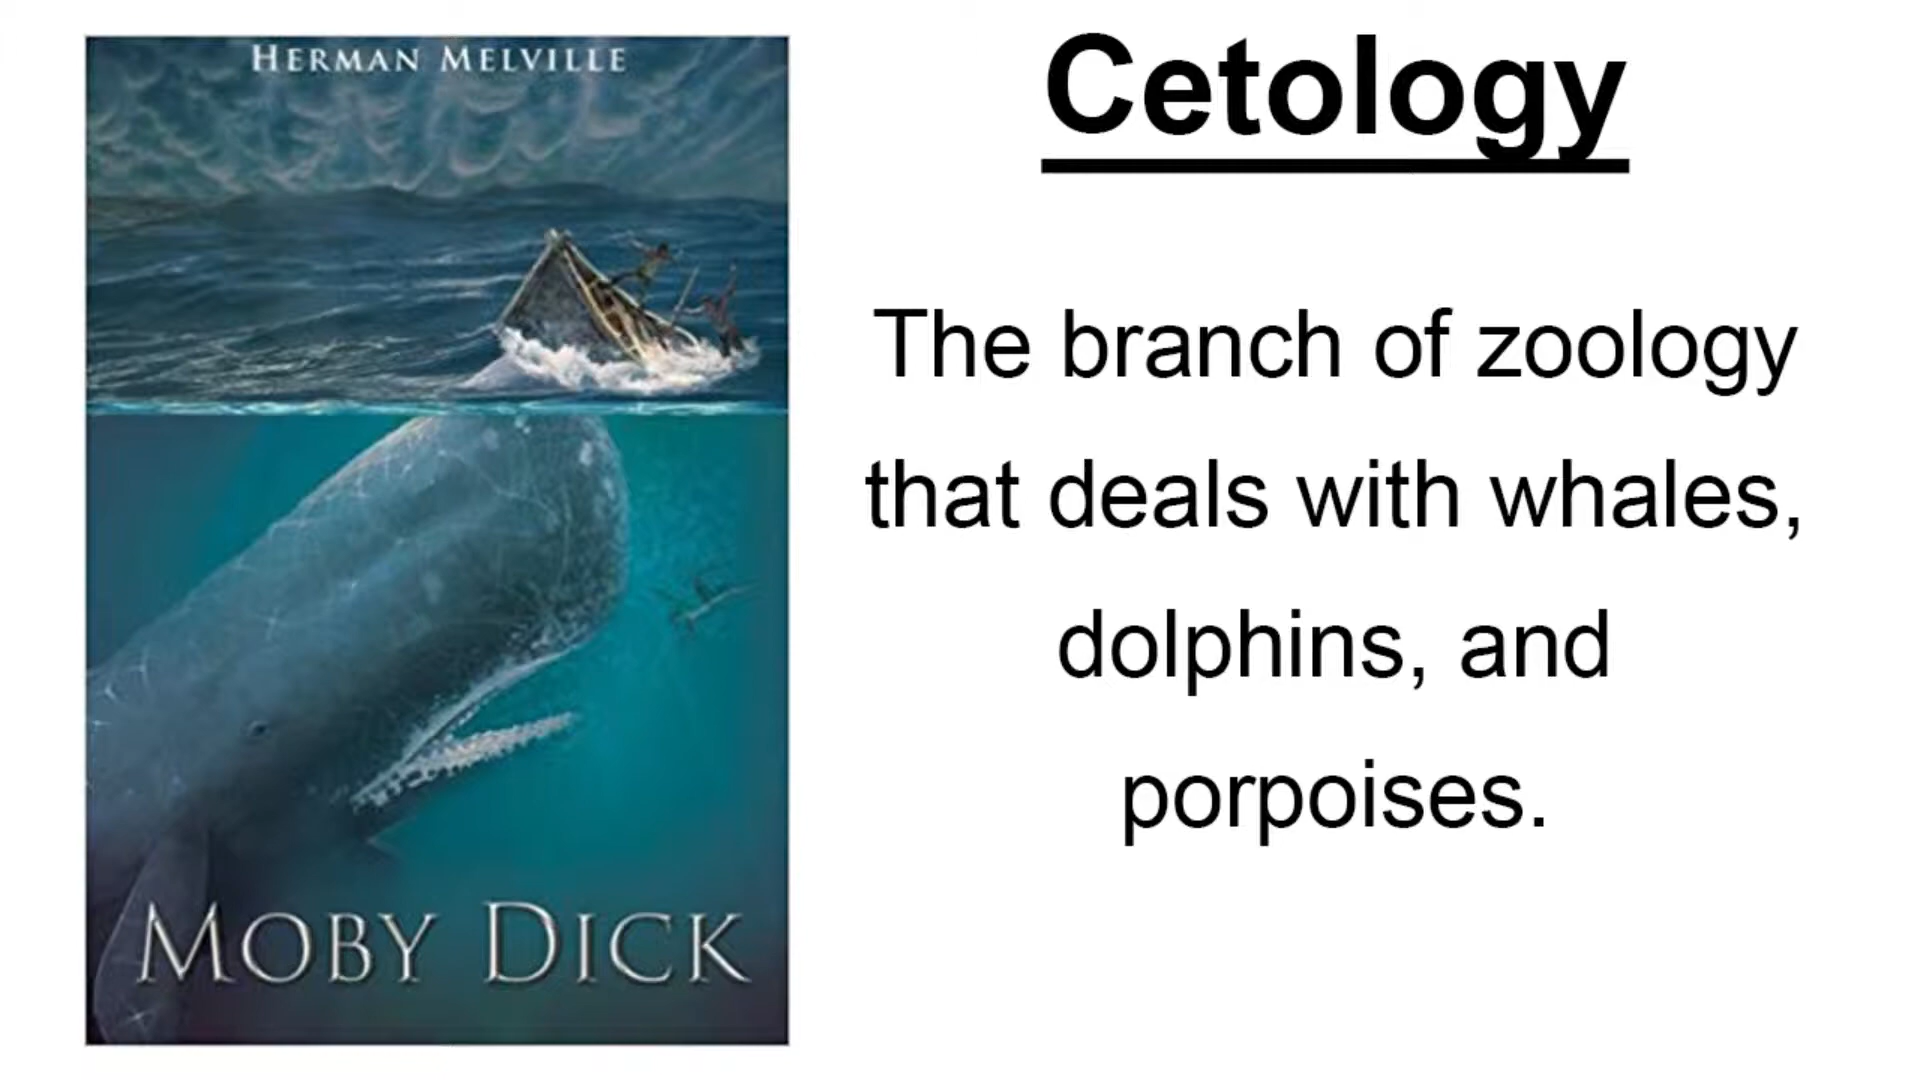 HERMAN MELVILLE
MOBY DICK
Cetology
The branch of zoology
that deals with whales,
dolphins, and
porpoises.